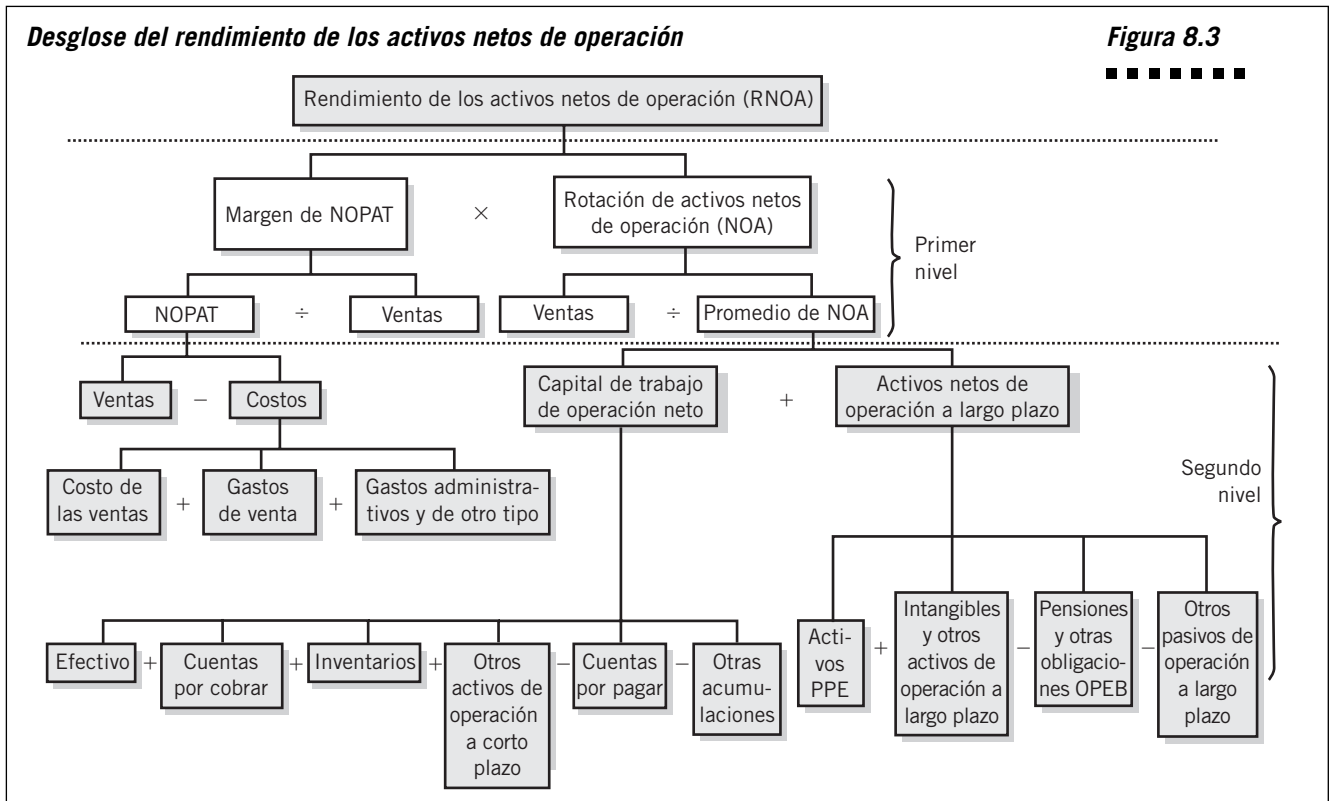 Desglose del rendimiento de los activos netos de operación
Figura 8.3
Rendimiento de los activos netos de operación (RNOA)
Margen de NOPAT
×
Rotación de activos netos
de operación (NOA)
Primer
nivel
NOPAT
÷
Ventas
Ventas
÷
Promedio de NOA
Ventas
−
Costos
Capital de trabajo
de operación neto
+
Activos netos de
operación a largo plazo
Segundo
nivel
Costo de
las ventas
+
Gastos
de venta
+
Gastos administra-
tivos y de otro tipo
Efectivo
+
Cuentas
por cobrar
+
Inventarios
+
Otros
activos de
operación
a corto
plazo
−
Cuentas
por pagar
−
Otras
acumu-
laciones
Acti-
vos
PPE
+
Intangibles
y otros
activos de
operación a
largo plazo
−
Pensiones
y otras
obligacio-
nes OPEB
−
Otros
pasivos de
operación
a largo
plazo